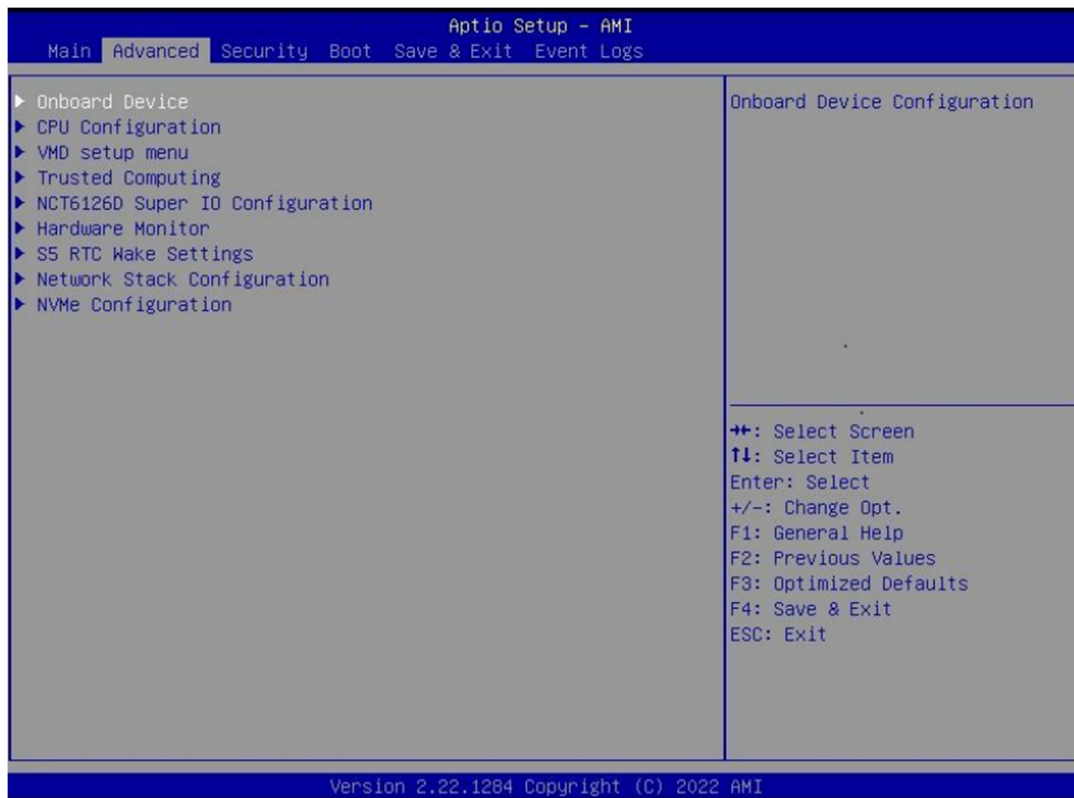 Aptio Setup - AMI
Main Advanced Security Boot Save & Exit Event Logs
▶ Onboard Device
▶ CPU Configuration
▶ VMD setup menu
▶ Trusted Computing
▶ NCT6126D Super IO Configuration
▶ Hardware Monitor
▶ S5 RTC Wake Settings
▶ Network Stack Configuration
▶ NVMe Configuration
Onboard Device Configuration
→←: Select Screen
↑↓: Select Item
Enter: Select
+/-: Change Opt.
F1: General Help
F2: Previous Values
F3: Optimized Defaults
F4: Save & Exit
ESC: Exit
Version 2.22.1284 Copyright (C) 2022 AMI